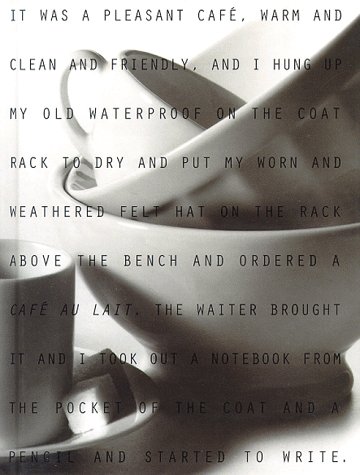 IT WAS A PLEASANT CAFÉ, WARM AND
CLEAN AND FRIENDLY, AND I HUNG UP
MY OLD WATERPROOF ON THE COAT
RACK TO DRY AND PUT MY WORN AND
WEATHERED FELT HAT ON THE RACK
ABOVE THE BENCH AND ORDERED A
CAFÉ AU LAIT. THE WAITER BROUGHT
IT AND I TOOK OUT A NOTEBOOK FROM
THE POCKET OF THE COAT AND A
PENCIL AND STARTED TO WRITE.